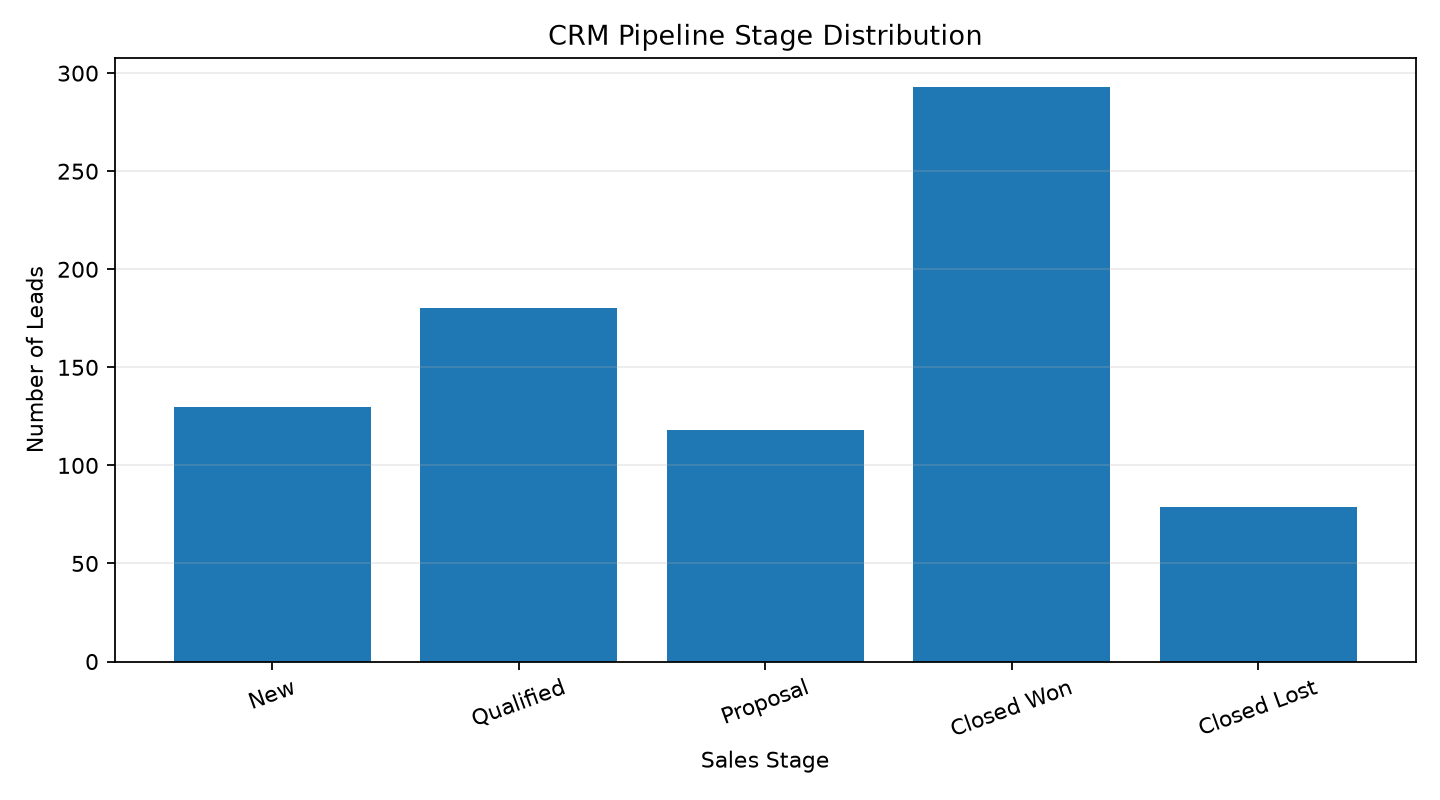 CRM Pipeline Stage Distribution
300
250
200
150
100
50
0
Number of Leads
New
Qualified
Proposal
Closed Won
Closed Lost
Sales Stage